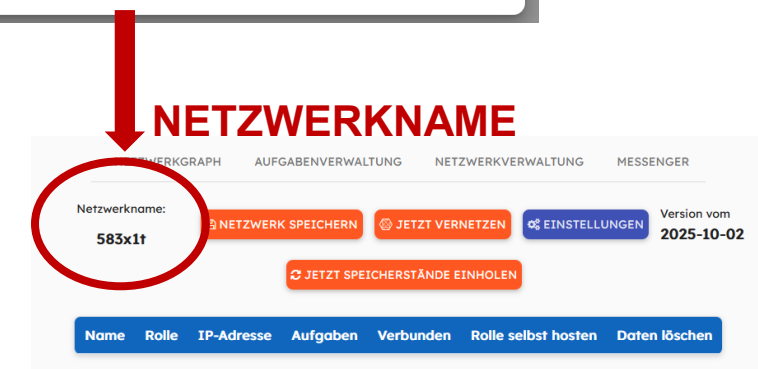 NETZWERKNAME
NETZWERKGRAPH AUFGABENVERWALTUNG NETZWERKVERWALTUNG MESSENGER
Netzwerkname:
583x1t
NETZWERK SPEICHERN
JETZT VERNETZEN
EINSTELLUNGEN
Version vom
2025-10-02
JETZT SPEICHERSTÄNDE EINHOLEN
Name Rolle IP-Adresse Aufgaben Verbunden Rolle selbst hosten Daten löschen